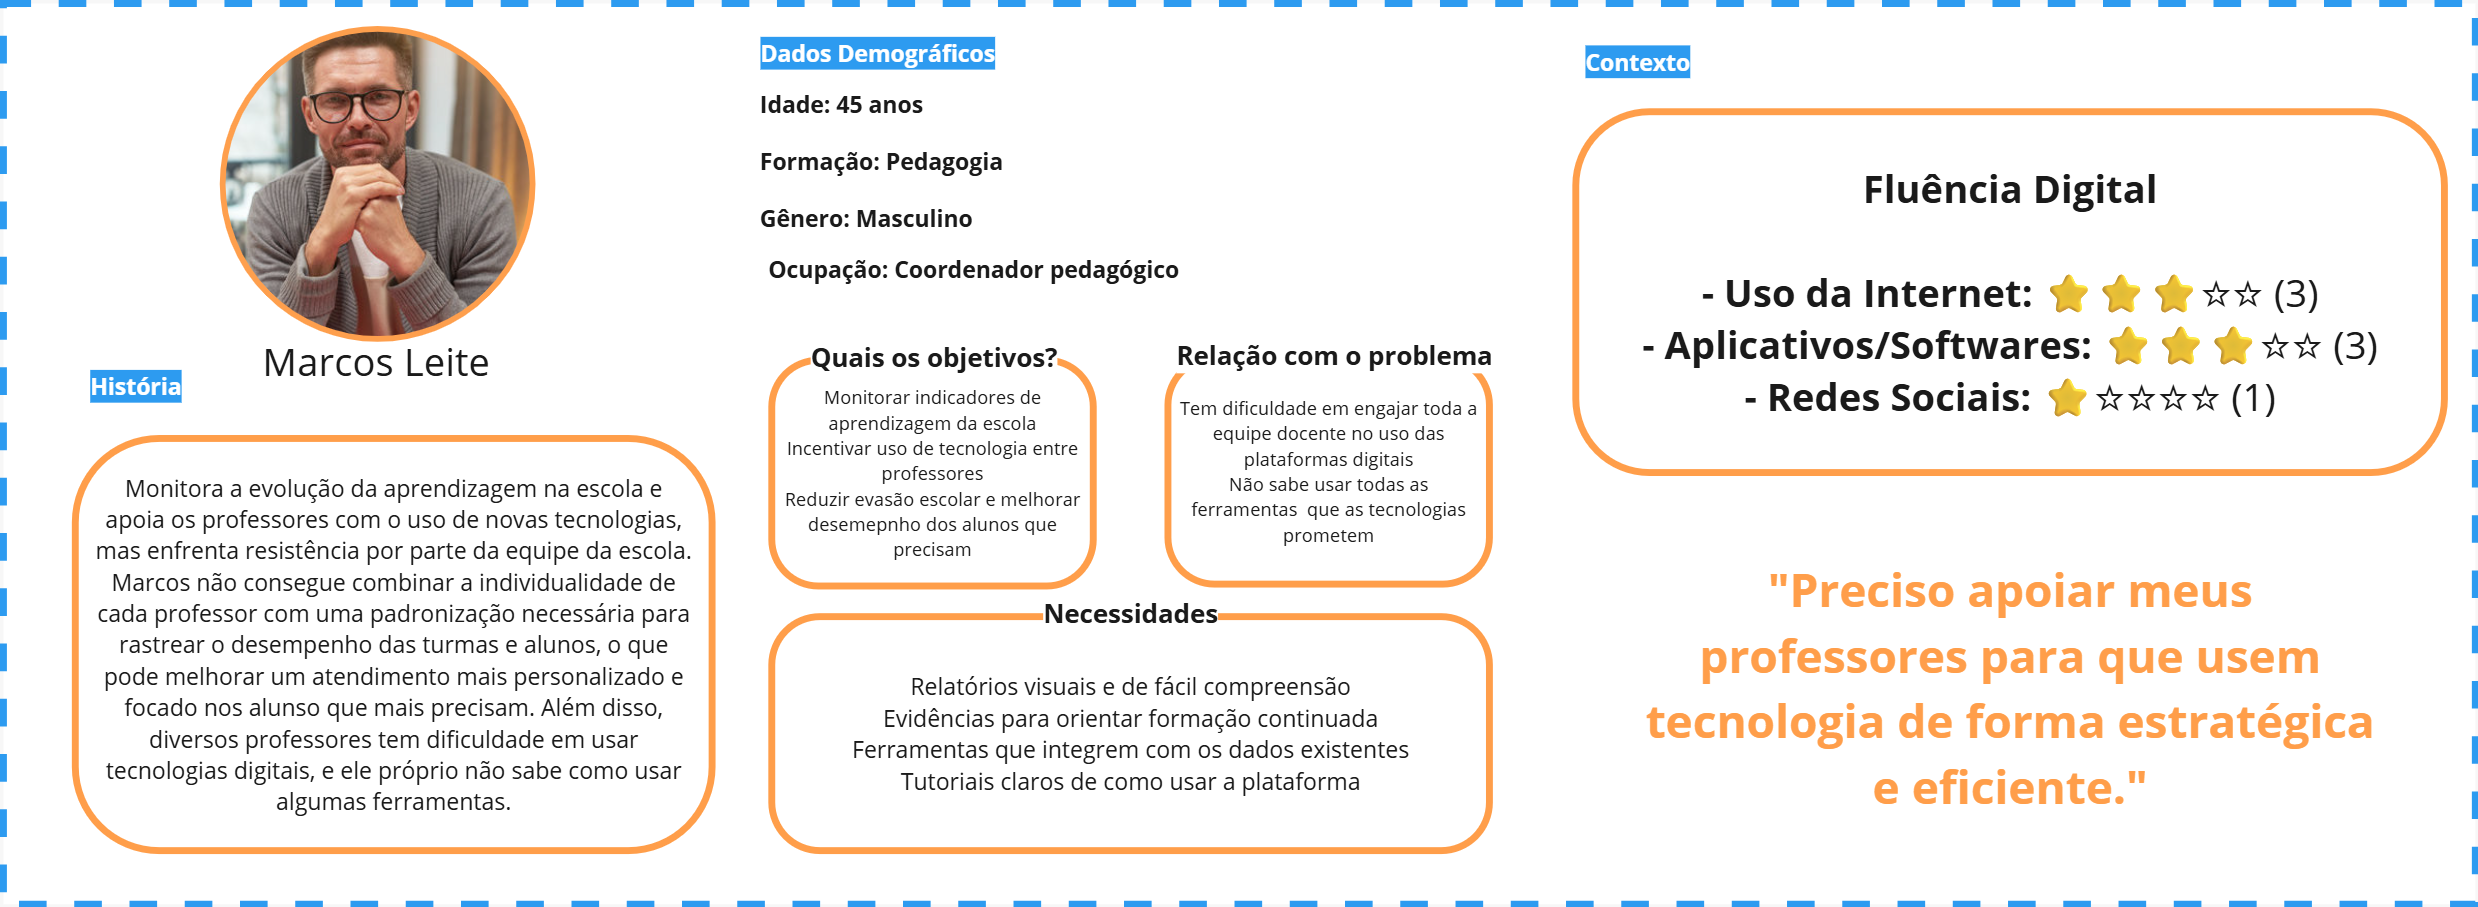 Marcos Leite
História
Monitora a evolução da aprendizagem na escola e
apoia os professores com o uso de novas tecnologias,
mas enfrenta resistência por parte da equipe da escola.
Marcos não consegue combinar a individualidade de
cada professor com uma padronização necessária para
rastrear o desempenho das turmas e alunos, o que
pode melhorar um atendimento mais personalizado e
focado nos alunso que mais precisam. Além disso,
diversos professores tem dificuldade em usar
tecnologias digitais, e ele próprio não sabe como usar
algumas ferramentas.
Dados Demográficos
Idade: 45 anos
Formação: Pedagogia
Gênero: Masculino
Ocupação: Coordenador pedagógico
Quais os objetivos?
Monitorar indicadores de
aprendizagem da escola
Incentivar uso de tecnologia entre
professores
Reduzir evasão escolar e melhorar
desemepnho dos alunos que
precisam
Relação com o problema
Tem dificuldade em engajar toda a
equipe docente no uso das
plataformas digitais
Não sabe usar todas as
ferramentas  que as tecnologias
prometem
Necessidades
Relatórios visuais e de fácil compreensão
Evidências para orientar formação continuada
Ferramentas que integrem com os dados existentes
Tutoriais claros de como usar a plataforma
Contexto
Fluência Digital
- Uso da Internet: ⭐⭐⭐☆☆ (3)
- Aplicativos/Softwares: ⭐⭐⭐☆☆ (3)
- Redes Sociais: ⭐☆☆☆☆ (1)
"Preciso apoiar meus
professores para que usem
tecnologia de forma estratégica
e eficiente."